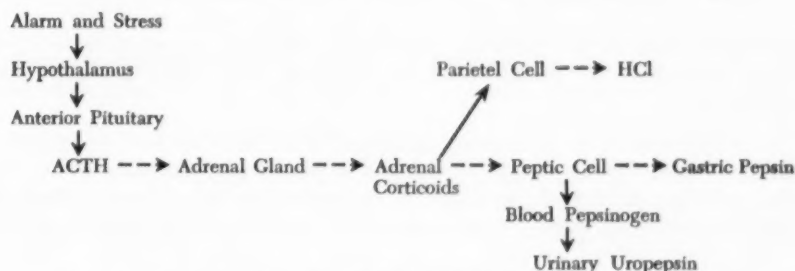 Alarm and Stress
Hypothalamus
Parietel Cell
HCl
Anterior Pituitary
ACTH
Adrenal Gland
Adrenal
Corticoids
Peptic Cell
Gastric Pepsin
Blood Pepsinogen
Urinary Uropepsin